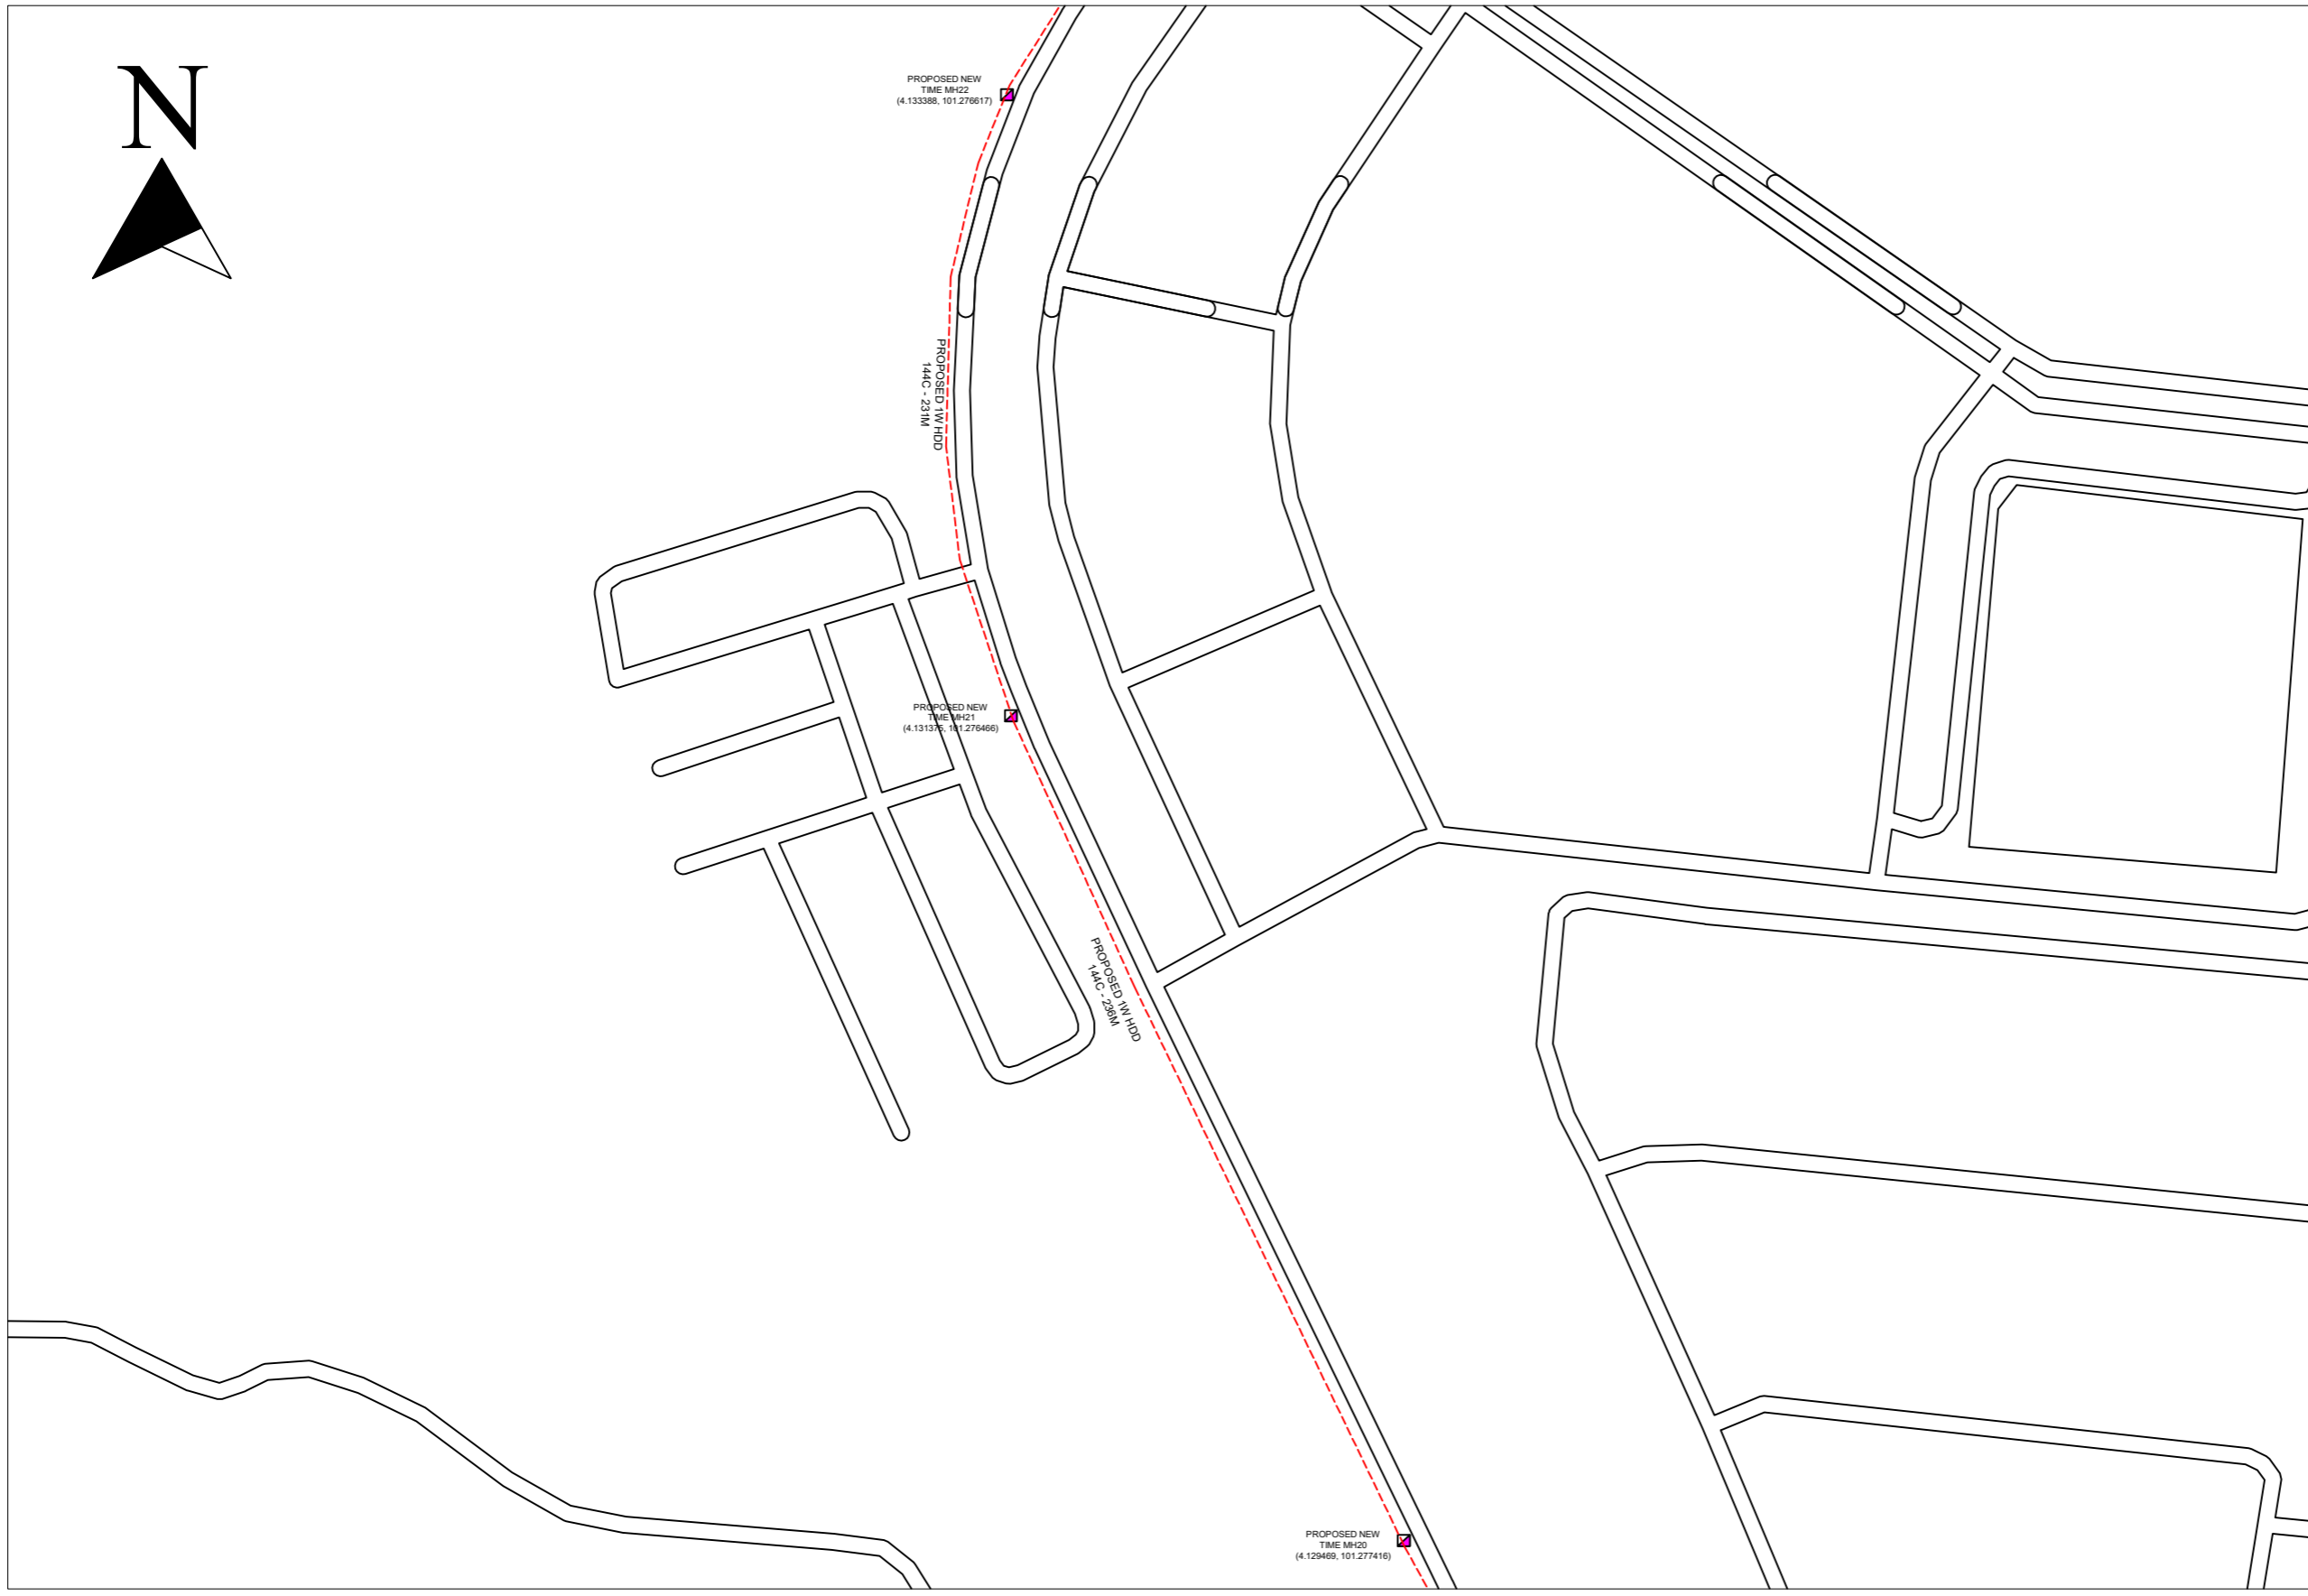 N
PROPOSED NEW
TIME MH22
(4.133388, 101.276617)
PROPOSED 1W HDD
144C - 231M
PROPOSED NEW
TIME MH21
(4.131375, 101.276466)
PROPOSED 1W HDD
144C - 236M
PROPOSED NEW
TIME MH20
(4.129469, 101.277416)